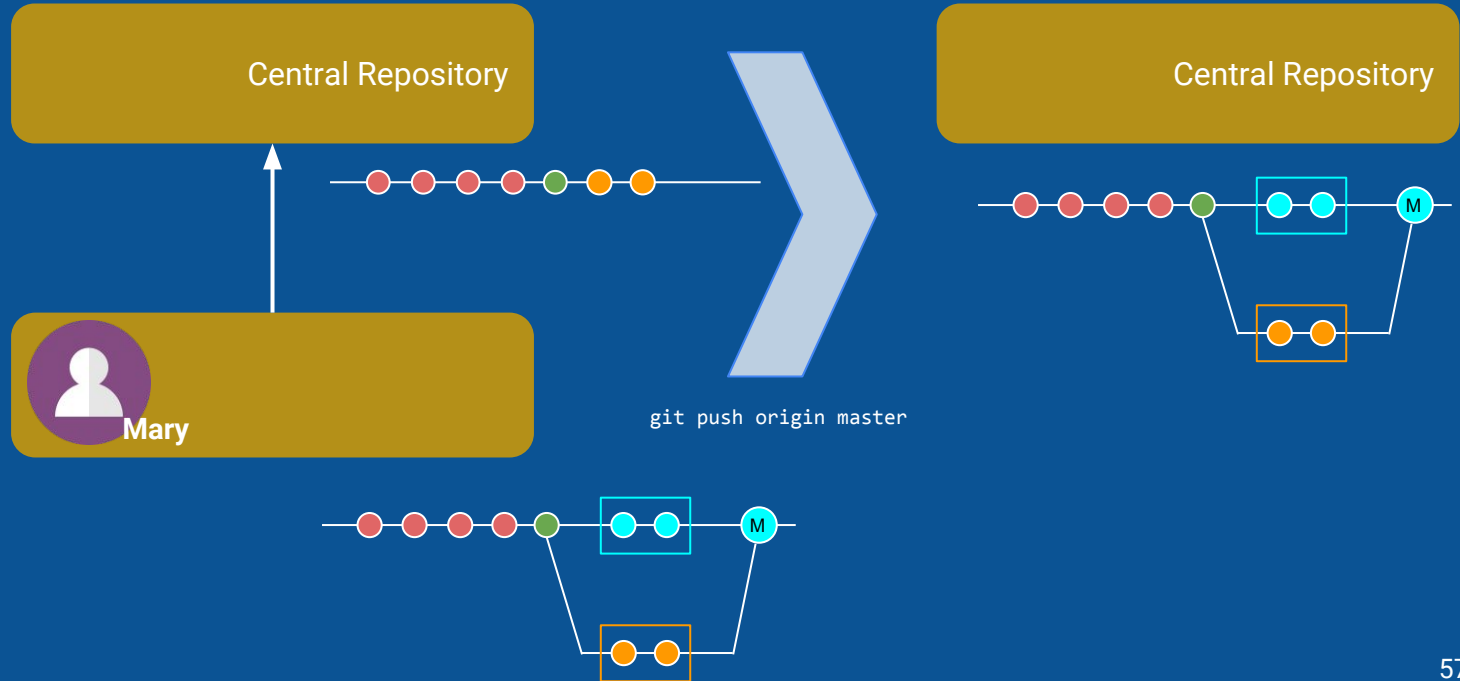 Central Repository
Central Repository
Mary
git push origin master
M
M
57